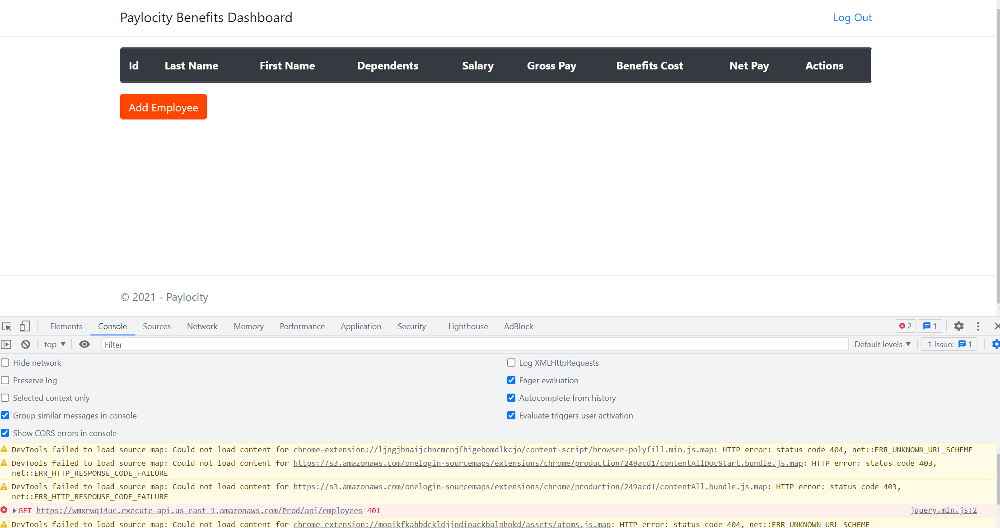 Paylocity Benefits Dashboard Log Out
Id Last Name First Name Dependents Salary Gross Pay Benefits Cost Net Pay Actions
Add Employee
© 2021 - Paylocity
Elements Console Sources Network Memory Performance Application Security Lighthouse AdBlock 2 1
top Filter Default levels 1 Issue: 1
Hide network Log XMLHttpRequests
Preserve log Eager evaluation
Selected context only Autocomplete from history
Group similar messages in console Evaluate triggers user activation
Show CORS errors in console
DevTools failed to load source map: Could not load content for chrome-extension://ljngjbnaijcbncmcnjfhigebomdlkcjo/content-script/browser-polyfill.min.js.map: HTTP error: status code 404, net::ERR_UNKNOWN_URL_SCHEME
DevTools failed to load source map: Could not load content for https://s3.amazonaws.com/onelogin-sourcemaps/extensions/chrome/production/249acd1/contentAllDocStart.bundle.js.map: HTTP error: status code 403,
net::ERR_HTTP_RESPONSE_CODE_FAILURE
DevTools failed to load source map: Could not load content for https://s3.amazonaws.com/onelogin-sourcemaps/extensions/chrome/production/249acd1/contentAll.bundle.js.map: HTTP error: status code 403,
net::ERR_HTTP_RESPONSE_CODE_FAILURE
GET https://wmxrwq14uc.execute-api.us-east-1.amazonaws.com/Prod/api/employees 401 jquery.min.js:2
DevTools failed to load source map: Could not load content for chrome-extension://mooikfkahbdckldjjndioackbalphokd/assets/atoms.js.map: HTTP error: status code 404, net::ERR_UNKNOWN_URL_SCHEME